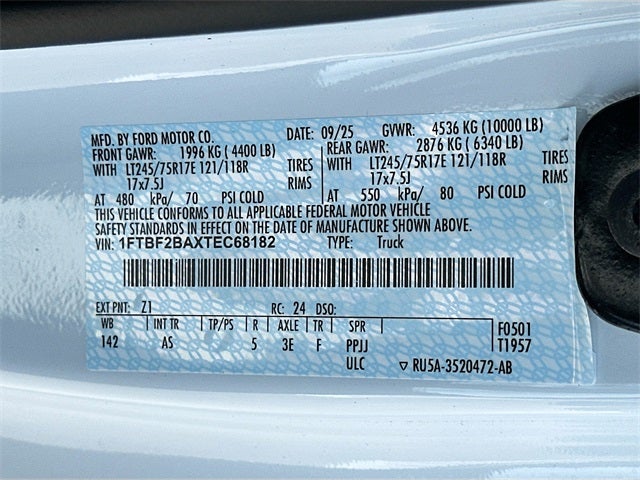 MFD. BY FORD MOTOR CO. DATE: 09/25 GVWR: 4536 KG (10000 LB)
FRONT GAWR: 1996 KG ( 4400 LB) REAR GAWR: 2876 KG ( 6340 LB)
WITH LT245/75R17E 121/118R TIRES WITH LT245/75R17E 121/118R TIRES
17x7.5J RIMS 17x7.5J RIMS
AT 480 kPa/ 70 PSI COLD AT 550 kPa/ 80 PSI COLD
THIS VEHICLE CONFORMS TO ALL APPLICABLE FEDERAL MOTOR VEHICLE
SAFETY STANDARDS IN EFFECT ON THE DATE OF MANUFACTURE SHOWN ABOVE.
VIN: 1FTBF2BAXTEC68182 TYPE: Truck
EXT PNT: Z1 RC: 24 DSO:
WB INT TR TP/PS R AXLE TR SPR F0501
142 AS 5 3E F PPJJ T1957
ULC ▽ RU5A-3520472-AB